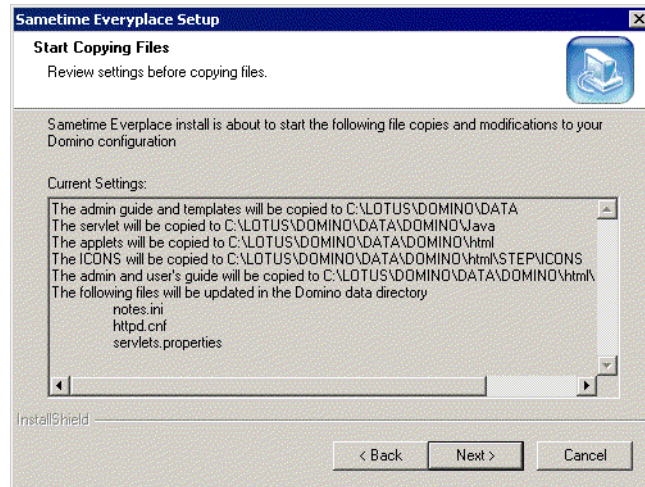 Sametime Everyplace Setup
Start Copying Files
Review settings before copying files.
Sametime Everplace install is about to start the following file copies and modifications to your
Domino configuration
Current Settings:
The admin guide and templates will be copied to C:\LOTUS\DOMINO\DATA
The servlet will be copied to C:\LOTUS\DOMINO\DATA\DOMINO\Java
The applets will be copied to C:\LOTUS\DOMINO\DATA\DOMINO\html
The ICONS will be copied to C:\LOTUS\DOMINO\DATA\DOMINO\html\STEP\ICONS
The admin and user's guide will be copied to C:\LOTUS\DOMINO\DATA\DOMINO\html\
The following files will be updated in the Domino data directory
notes.ini
httpd.cnf
servlets.properties
InstallShield
< Back Next > Cancel